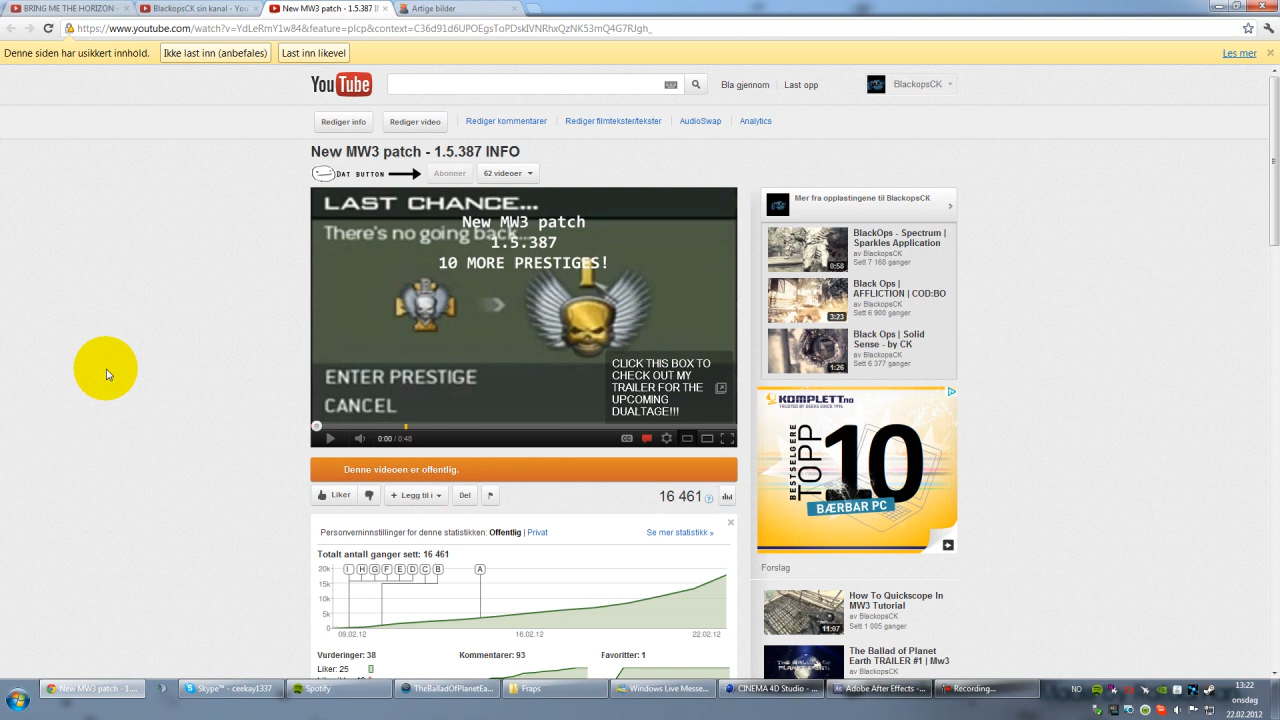 BRING ME THE HORIZON -
BlackopsCK sin kanal - You
New MW3 patch - 1.5.387 I
Artige bilder
https://www.youtube.com/watch?v=YdLeRmY1w84&feature=plcp&context=C36d91d6UPOEgsToPDskIVNRhxQzNK53mQ4G7RJgh_
Denne siden har usikkert innhold.
Ikke last inn (anbefales)
Last inn likevel
Les mer
YouTube
Bla gjennom
Last opp
BlackopsCK
Rediger info
Rediger video
Rediger kommentarer
Rediger filmtekster/tekster
AudioSwap
Analytics
New MW3 patch - 1.5.387 INFO
DAT BUTTON
Abonner
62 videoer
LAST CHANCE...
There's no going back...
New MW3 patch
1.5.387
10 MORE PRESTIGES!
ENTER PRESTIGE
CANCEL
CLICK THIS BOX TO
CHECK OUT MY
TRAILER FOR THE
UPCOMING
DUALTAGE!!!
0:00 / 0:48
CC
Denne videoen er offentlig.
Liker
Legg til i
Del
16 461
Personverninnstillinger for denne statistikken: Offentlig | Privat
Se mer statistikk »
Totalt antall ganger sett: 16 461
20k
15k
10k
5k
0
I H G F E D C B A
09.02.12
16.02.12
22.02.12
Vurderinger: 38
Kommentarer: 93
Favoritter: 1
Liker: 25
Mer fra opplastingene til BlackopsCK
BlackOps - Spectrum |
Sparkles Application
av BlackopsCK
Sett 7 168 ganger
0:58
Black Ops |
AFFLICTION | COD:BO
av BlackopsCK
Sett 6 900 ganger
3:23
Black Ops | Solid
Sense - by CK
av BlackopsCK
Sett 6 377 ganger
1:26
KOMPLETT.no
TRUSTED BY GEEKS SINCE 1996
BESTSELGERE
TOPP
10
BÆRBAR PC
Forslag
How To Quickscope In
MW3 Tutorial
av BlackopsCK
Sett 1 005 ganger
11:07
The Ballad of Planet
Earth TRAILER #1 | Mw3
av BlackopsCK
THE BALLAD OF
PLANET EARTH
New MW3 patch - 1....
Skype™ - ceekay1337
Spotify
TheBalladOfPlanetEa...
Fraps
Windows Live Messe...
CINEMA 4D Studio - ...
Adobe After Effects -...
Recording...
NO
13:22
onsdag
22.02.2012